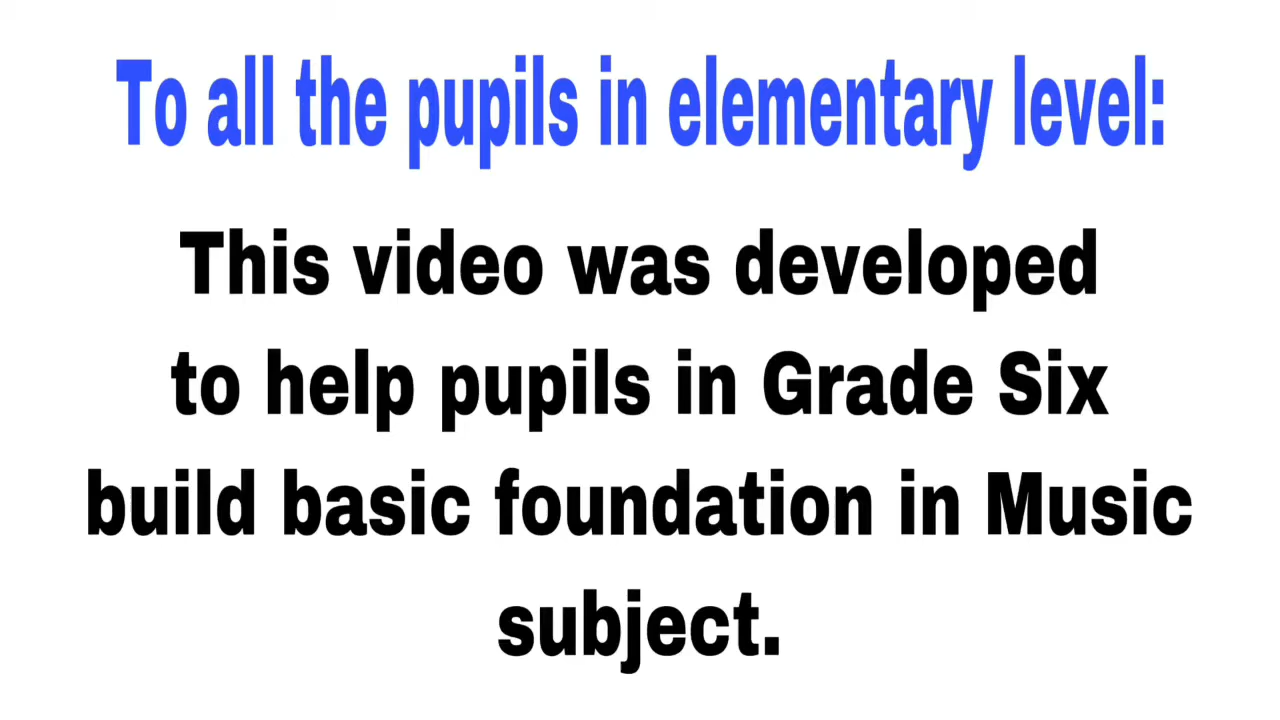 To all the pupils in elementary level:
This video was developed
to help pupils in Grade Six
build basic foundation in Music
subject.